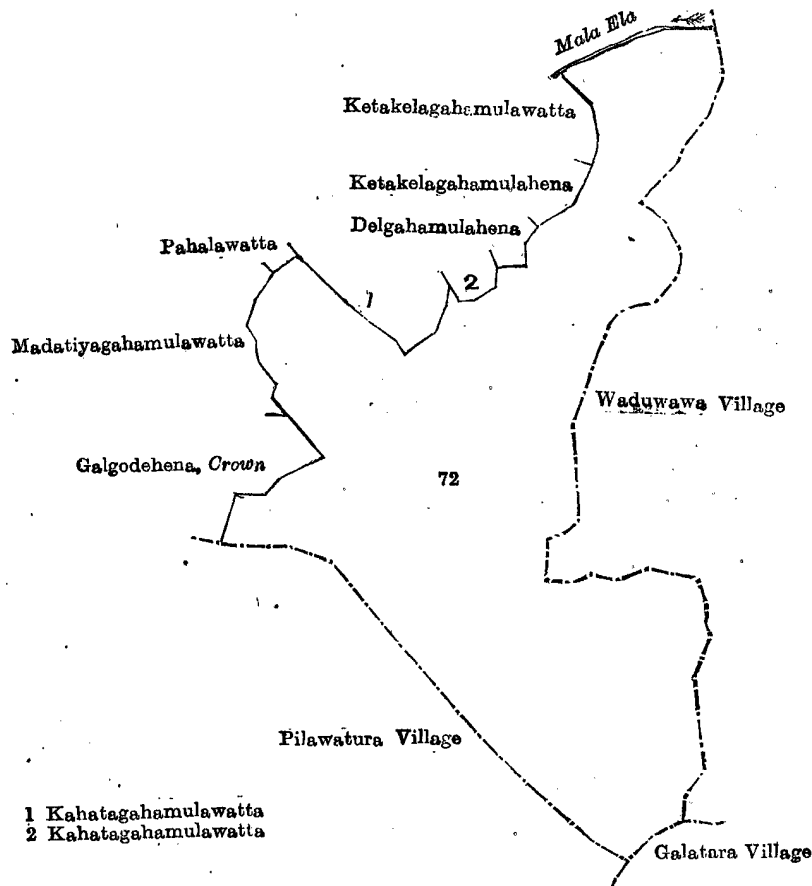 Mala Ela
Ketakelagahamulawatta
Ketakelagahamulahena
Delgahamulahena
Pahalawatta
2
1
Madatiyagahamulawatta
Waduwawa Village
Galgodehena, Crown
72
Pilawatura Village
1 Kahatagahamulawatta
2 Kahatagahamulawatta
Galatara Village